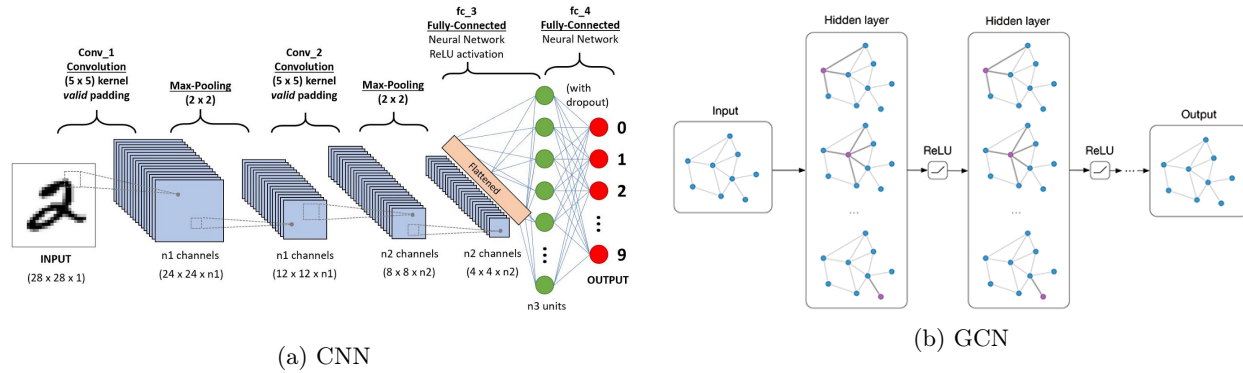 Conv_1
Convolution
(5 x 5) kernel
valid padding
Max-Pooling
(2 x 2)
Conv_2
Convolution
(5 x 5) kernel
valid padding
Max-Pooling
(2 x 2)
fc_3
Fully-Connected
Neural Network
ReLU activation
fc_4
Fully-Connected
Neural Network
(with
dropout)
Flattened
0
1
2
9
OUTPUT
INPUT
(28 x 28 x 1)
n1 channels
(24 x 24 x n1)
n1 channels
(12 x 12 x n1)
n2 channels
(8 x 8 x n2)
n2 channels
(4 x 4 x n2)
n3 units
(a) CNN
Input
Hidden layer
...
ReLU
Hidden layer
...
ReLU
...
Output
(b) GCN